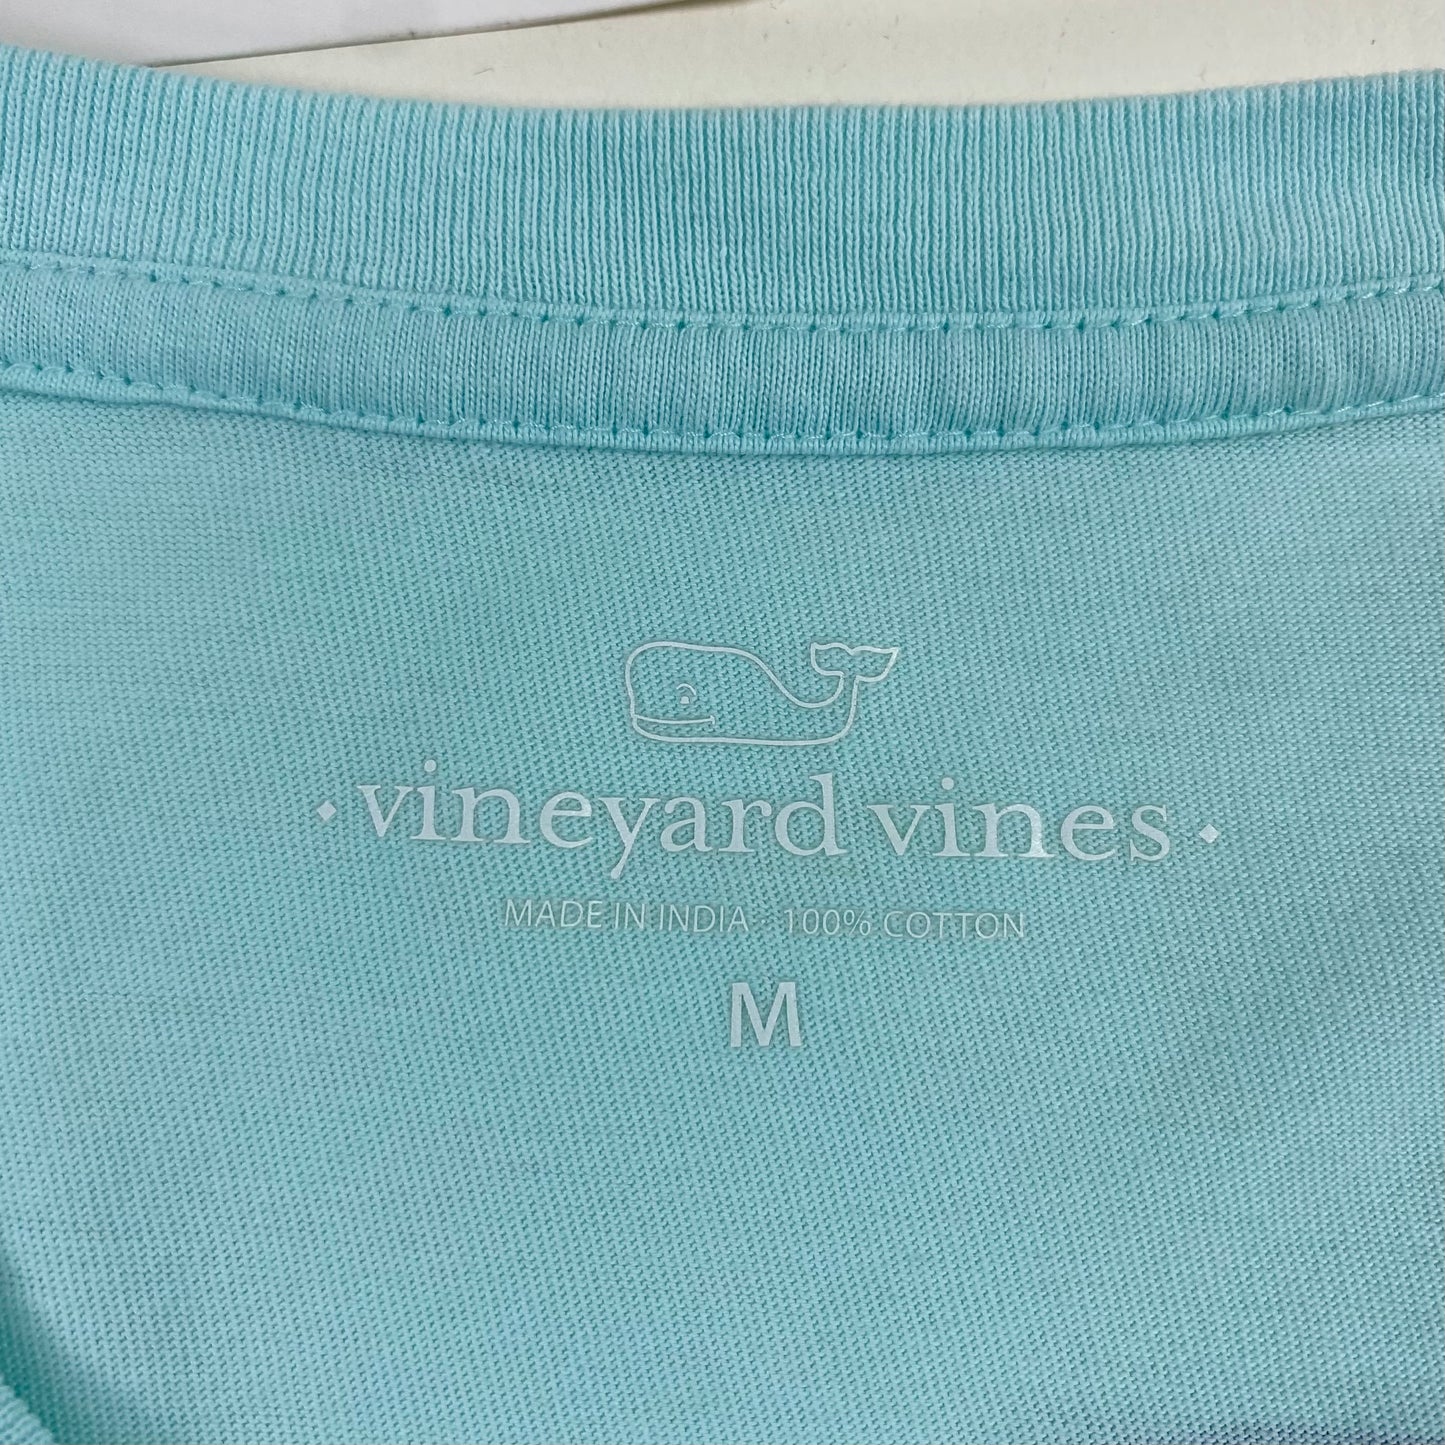 · vineyard vines ·
MADE IN INDIA · 100% COTTON
M